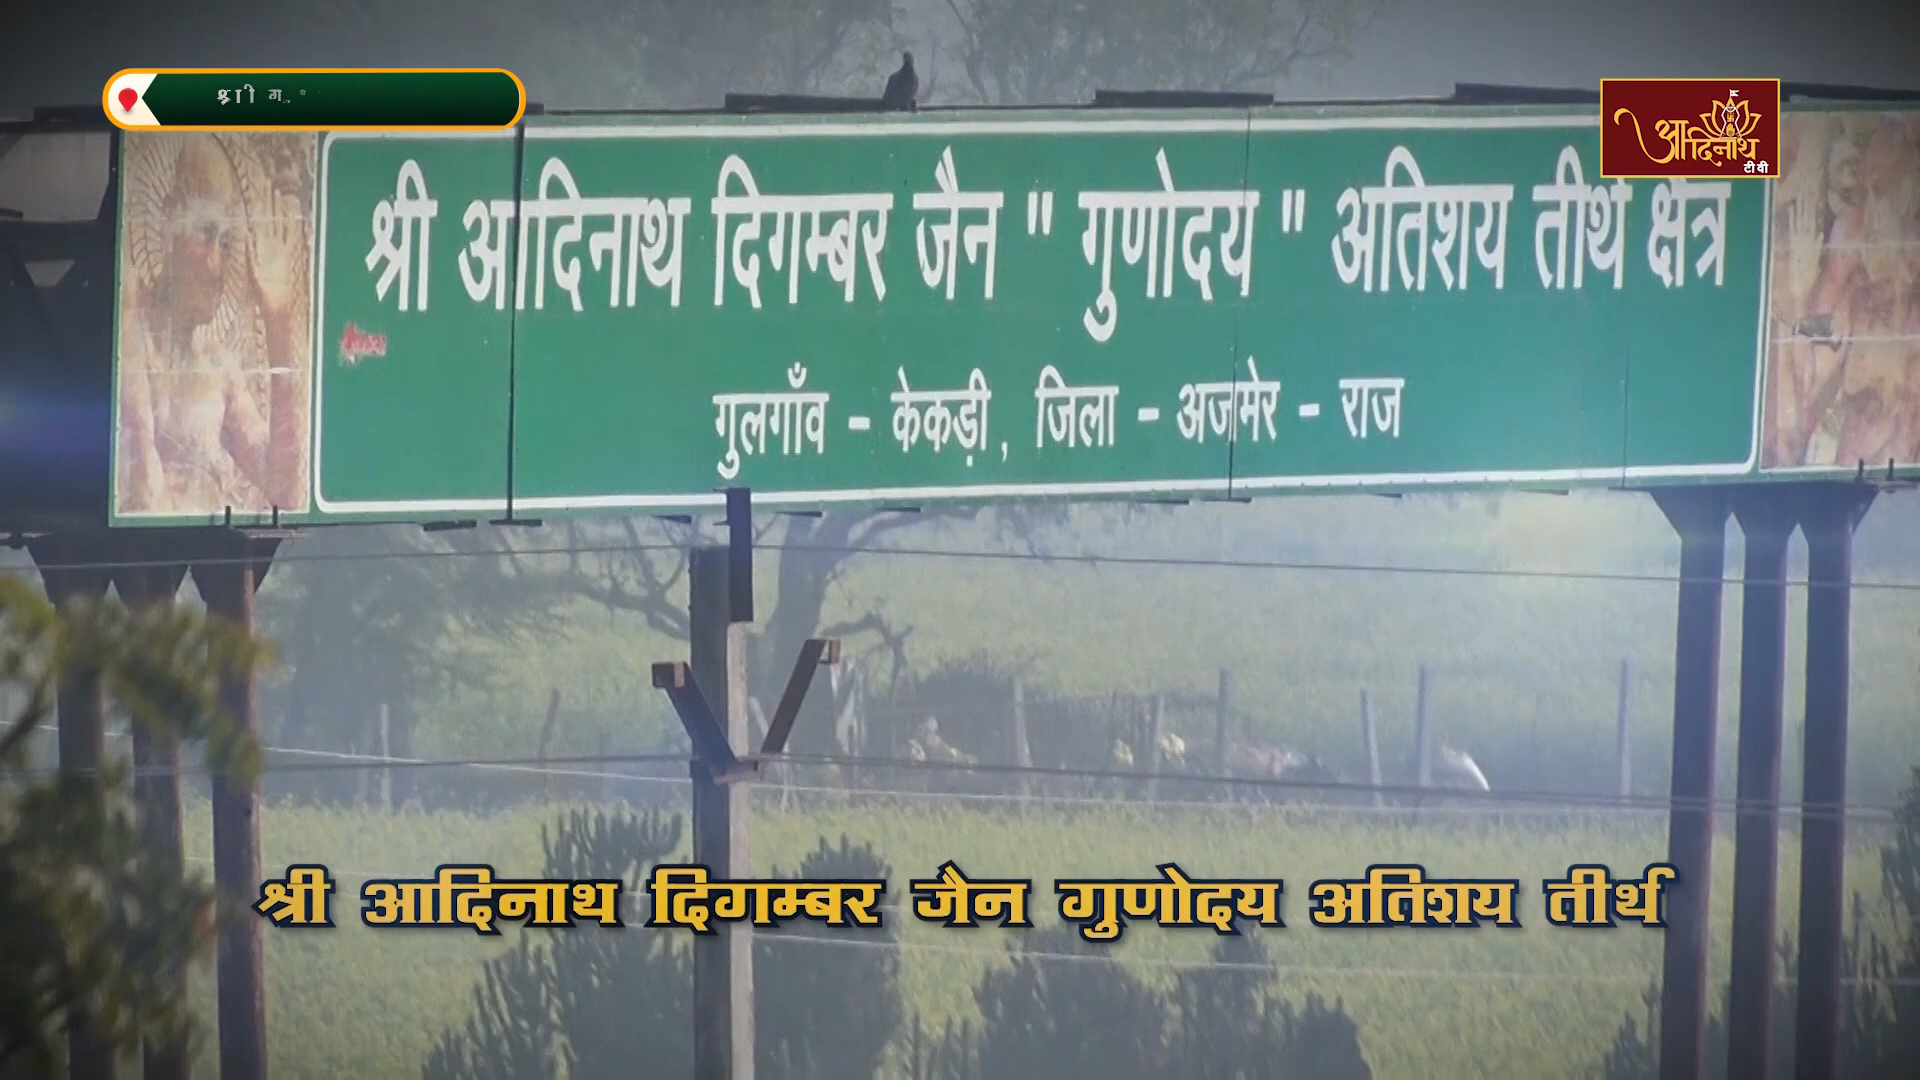 श्री
आदिनाथ
टी वी
श्री आदिनाथ दिगम्बर जैन " गुणोदय " अतिशय तीर्थ क्षेत्र
गुलगाँव - केकड़ी, जिला - अजमेर - राज
श्री आदिनाथ दिगम्बर जैन गुणोदय अतिशय तीर्थ